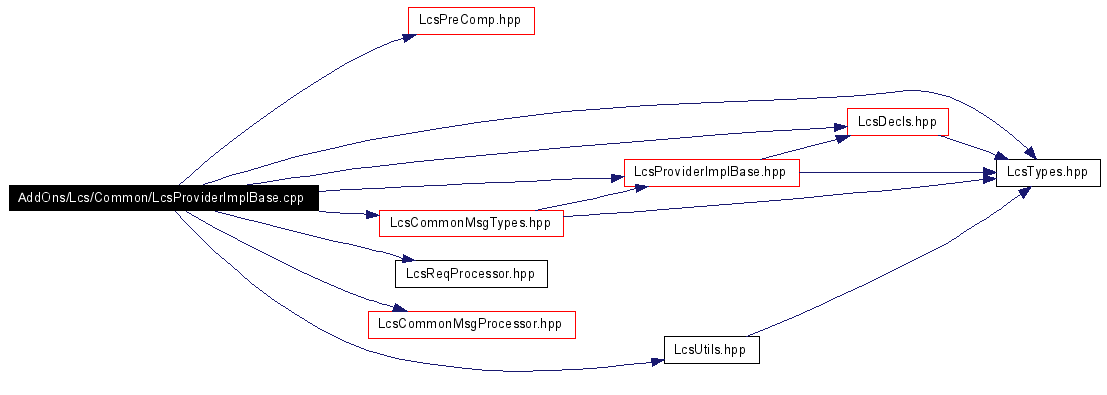 LcsPreComp.hpp
LcsDecls.hpp
LcsProviderImplBase.hpp
LcsTypes.hpp
AddOns/Lcs/Common/LcsProviderImplBase.cpp
LcsCommonMsgTypes.hpp
LcsReqProcessor.hpp
LcsCommonMsgProcessor.hpp
LcsUtils.hpp